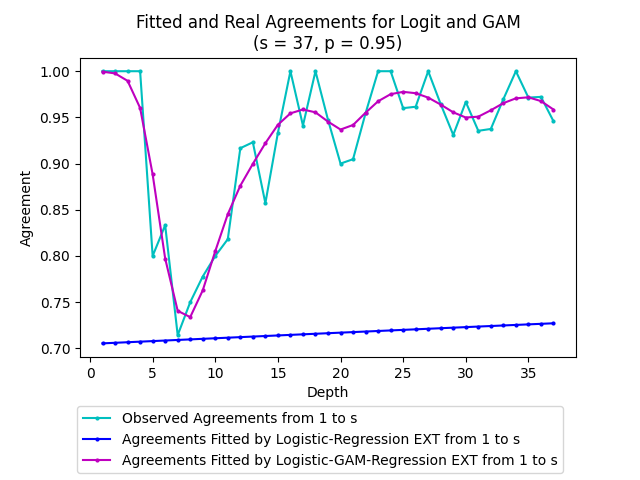 Fitted and Real Agreements for Logit and GAM
(s = 37, p = 0.95)
1.00
0.95
0.90
0.85
0.80
0.75
0.70
Agreement
0 5 10 15 20 25 30 35
Depth
Observed Agreements from 1 to s
Agreements Fitted by Logistic-Regression EXT from 1 to s
Agreements Fitted by Logistic-GAM-Regression EXT from 1 to s